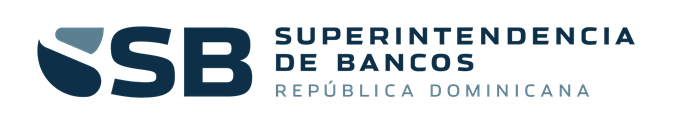 SB
SUPERINTENDENCIA
DE BANCOS
REPÚBLICA DOMINICANA